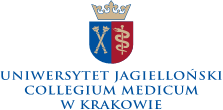 UNIWERSYTET JAGIELLOŃSKI
COLLEGIUM MEDICUM
W KRAKOWIE